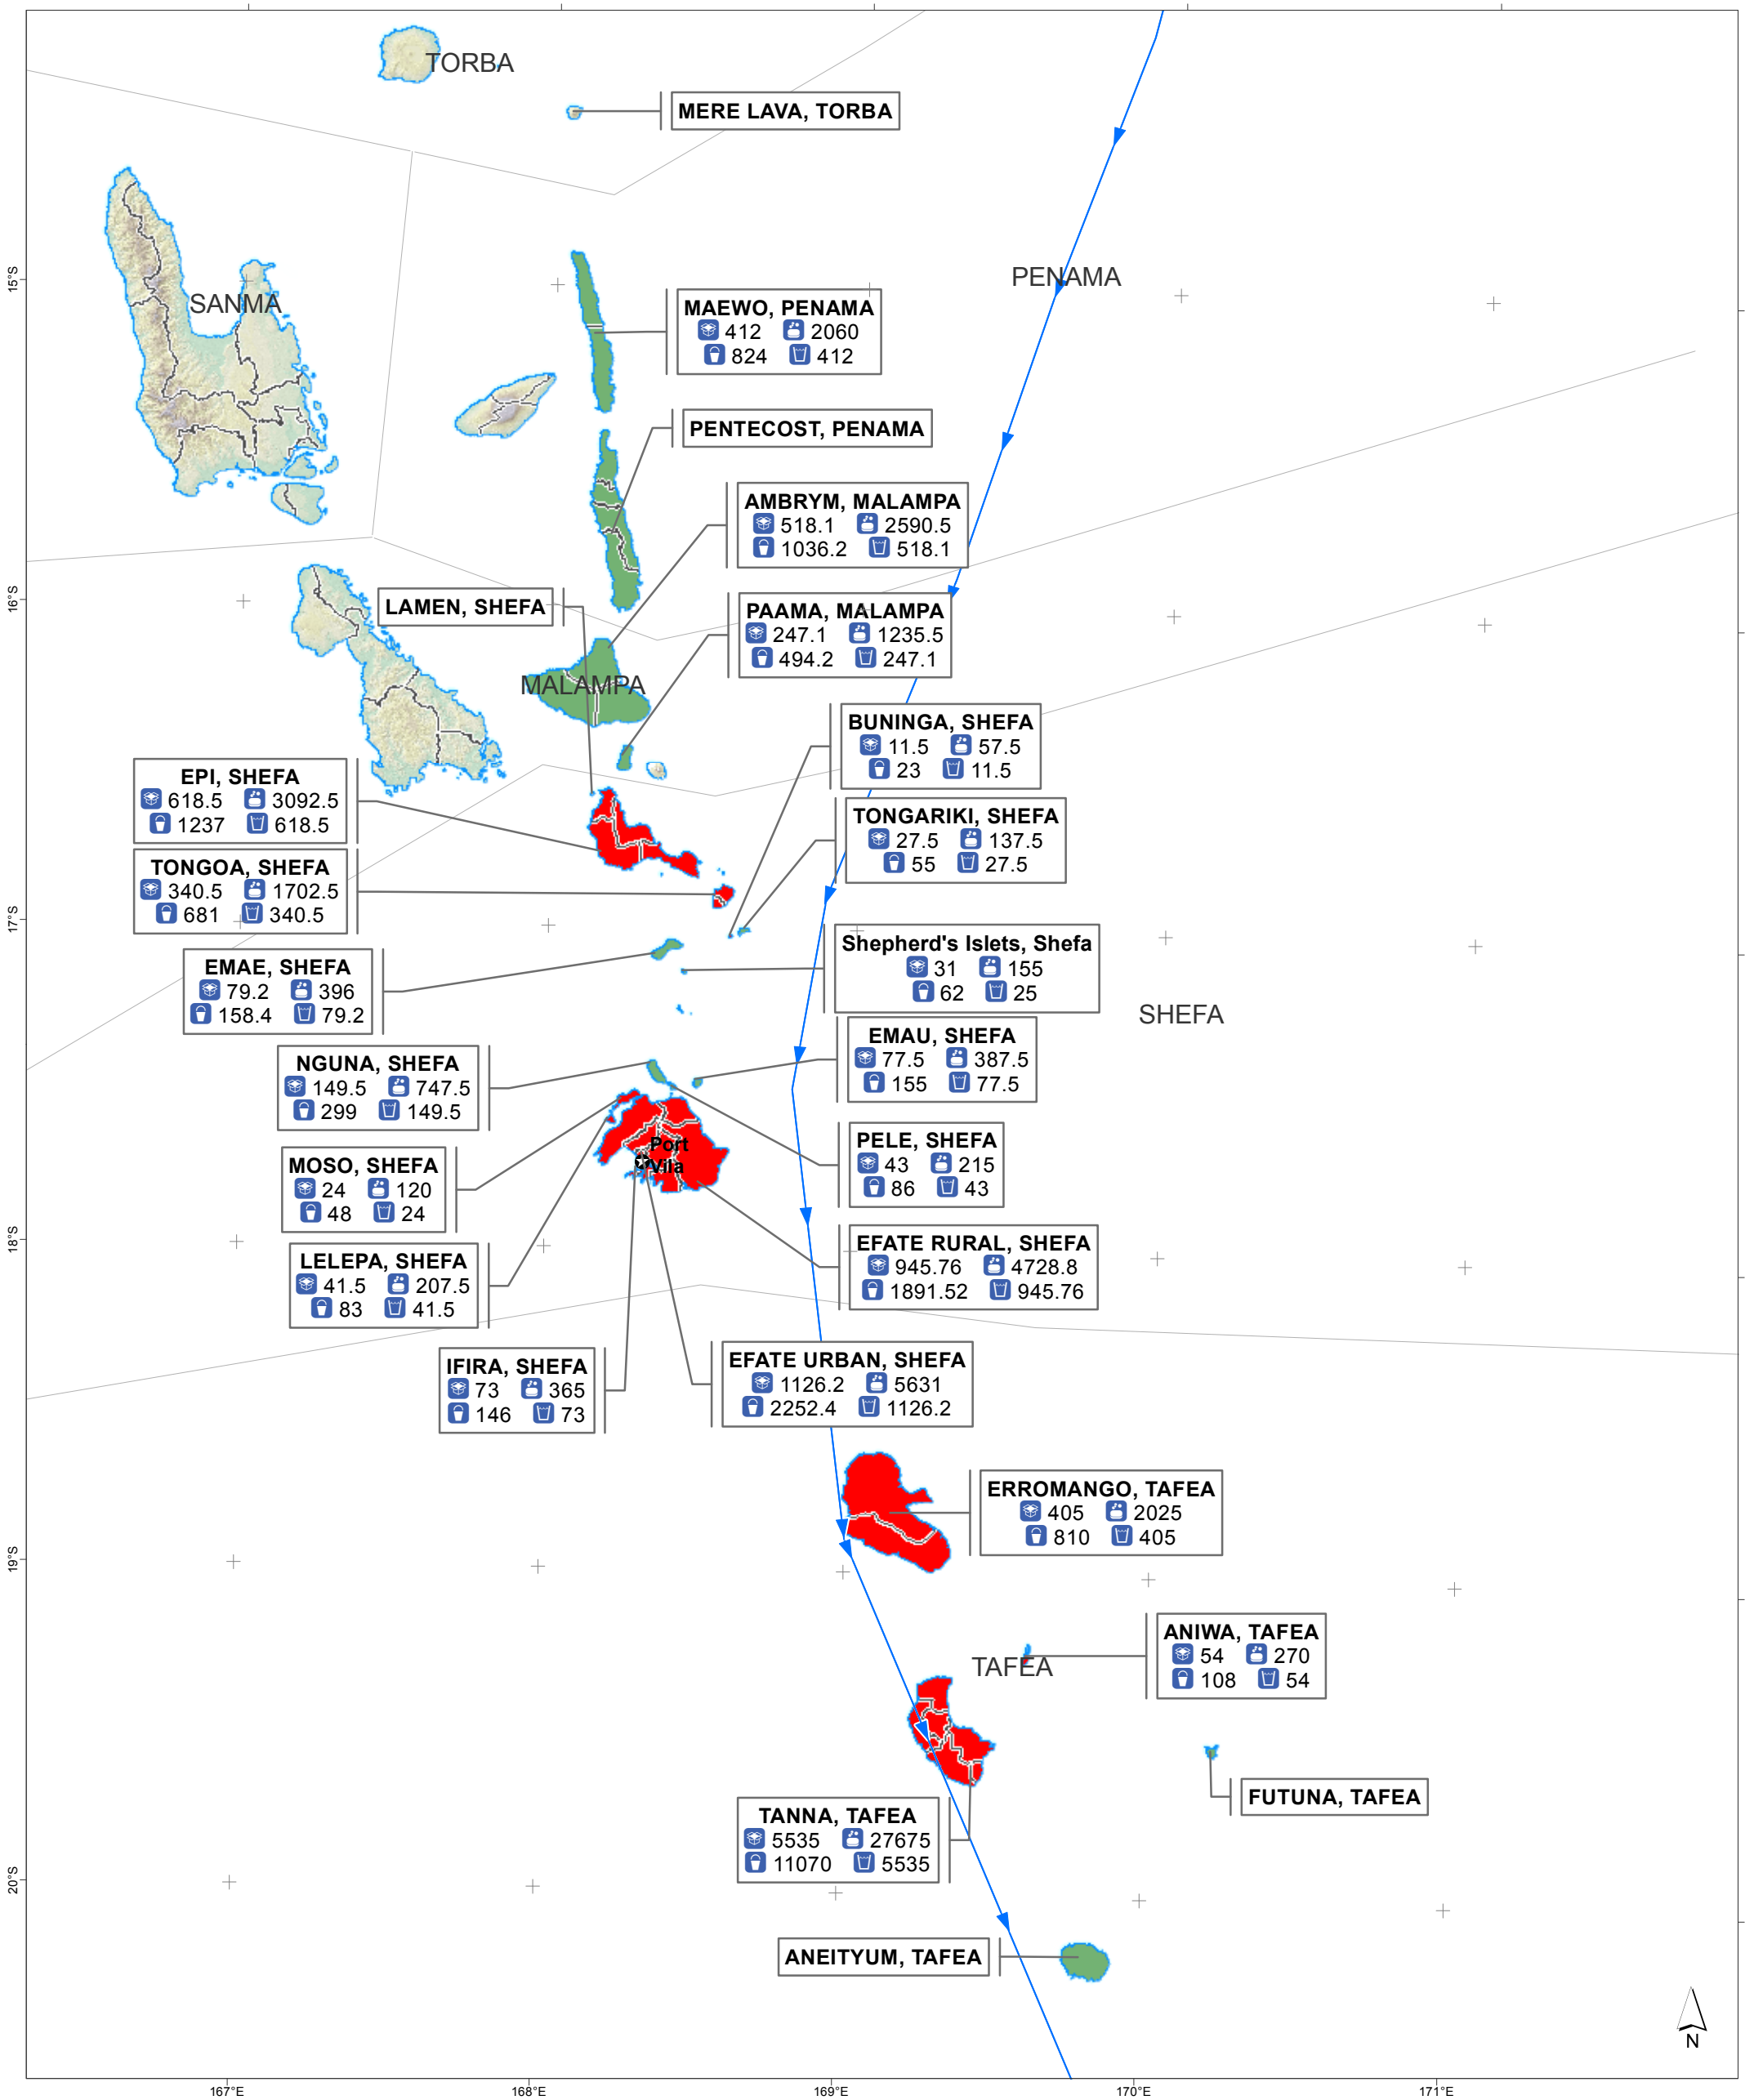 TORBA
MERE LAVA, TORBA
SANMA
PENAMA
MAEWO, PENAMA
412 2060
824 412
PENTECOST, PENAMA
AMBRYM, MALAMPA
518.1 2590.5
1036.2 518.1
LAMEN, SHEFA
PAAMA, MALAMPA
247.1 1235.5
494.2 247.1
MALAMPA
BUNINGA, SHEFA
11.5 57.5
23 11.5
EPI, SHEFA
618.5 3092.5
1237 618.5
TONGARIKI, SHEFA
27.5 137.5
55 27.5
TONGOA, SHEFA
340.5 1702.5
681 340.5
Shepherd's Islets, Shefa
31 155
62 25
EMAE, SHEFA
79.2 396
158.4 79.2
SHEFA
EMAU, SHEFA
77.5 387.5
155 77.5
NGUNA, SHEFA
149.5 747.5
299 149.5
PELE, SHEFA
43 215
86 43
Port
Vila
MOSO, SHEFA
24 120
48 24
EFATE RURAL, SHEFA
945.76 4728.8
1891.52 945.76
LELEPA, SHEFA
41.5 207.5
83 41.5
IFIRA, SHEFA
73 365
146 73
EFATE URBAN, SHEFA
1126.2 5631
2252.4 1126.2
ERROMANGO, TAFEA
405 2025
810 405
ANIWA, TAFEA
54 270
108 54
TAFEA
FUTUNA, TAFEA
TANNA, TAFEA
5535 27675
11070 5535
ANEITYUM, TAFEA
N
15°S
16°S
17°S
18°S
19°S
20°S
167°E 168°E 169°E 170°E 171°E